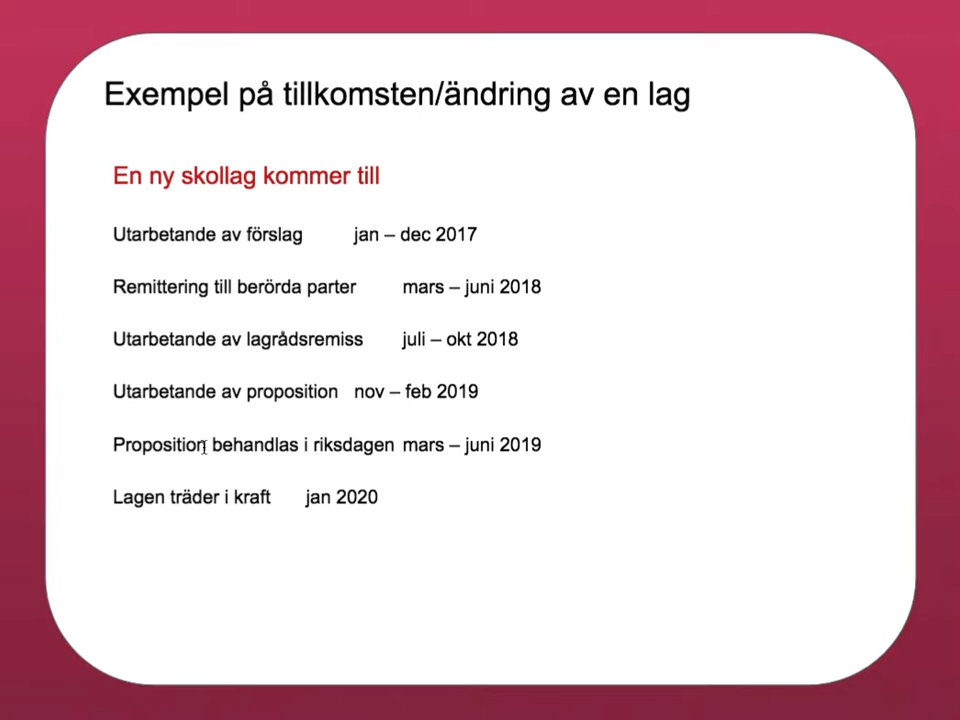 Exempel på tillkomsten/ändring av en lag
En ny skollag kommer till
Utarbetande av förslag jan – dec 2017
Remittering till berörda parter mars – juni 2018
Utarbetande av lagrådsremiss juli – okt 2018
Utarbetande av proposition nov – feb 2019
Proposition behandlas i riksdagen mars – juni 2019
Lagen träder i kraft jan 2020